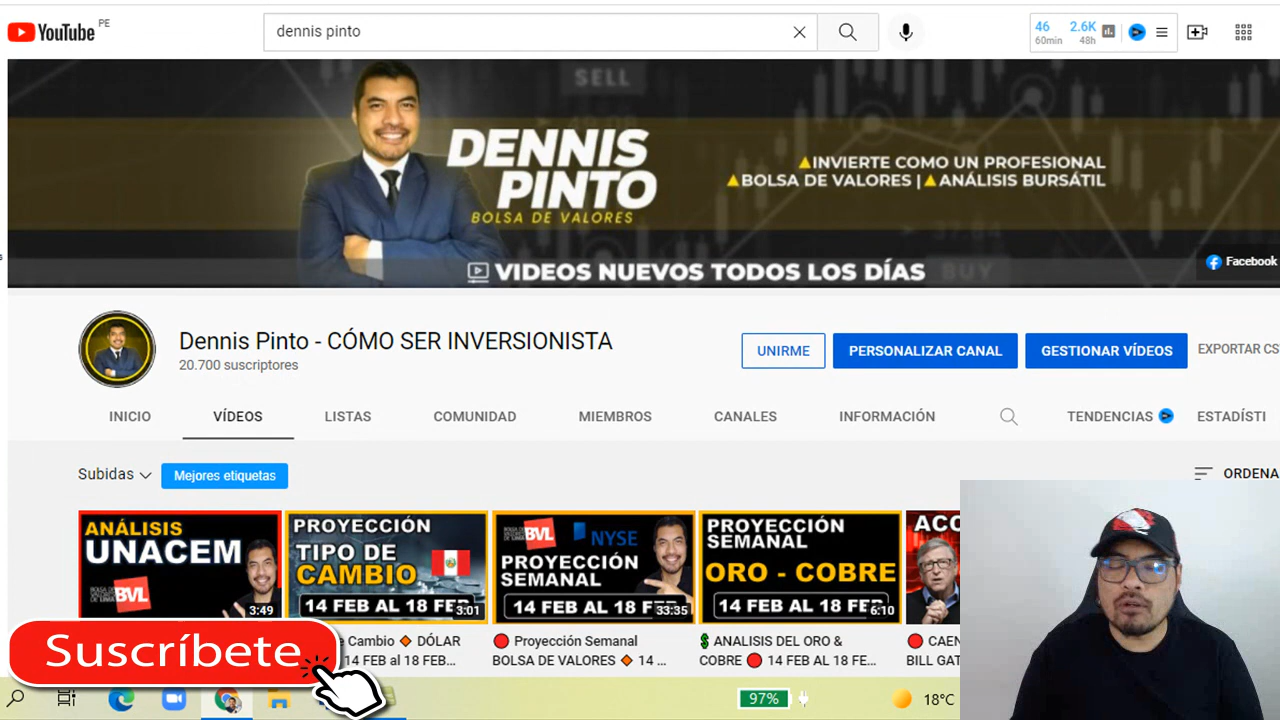 YouTube PE
dennis pinto
46
60min
2.6K
48h
SELL
DENNIS
PINTO
BOLSA DE VALORES
INVIERTE COMO UN PROFESIONAL
BOLSA DE VALORES | ANÁLISIS BURSÁTIL
VIDEOS NUEVOS TODOS LOS DÍAS
BUY
Facebook
Dennis Pinto - CÓMO SER INVERSIONISTA
20.700 suscriptores
UNIRME
PERSONALIZAR CANAL
GESTIONAR VÍDEOS
EXPORTAR CS
INICIO
VÍDEOS
LISTAS
COMUNIDAD
MIEMBROS
CANALES
INFORMACIÓN
TENDENCIAS
ESTADÍSTI
Subidas
Mejores etiquetas
ORDENA
ANÁLISIS
UNACEM
BVL
3:49
PROYECCIÓN
TIPO DE
CAMBIO
14 FEB AL 18 FEB
3:01
BVL
NYSE
PROYECCIÓN
SEMANAL
14 FEB AL 18 FE
33:35
PROYECCIÓN
SEMANAL
ORO - COBRE
14 FEB AL 18 FEB
6:10
ACC
Cambio DÓLAR
14 FEB al 18 FEB...
Proyección Semanal
BOLSA DE VALORES 14 ...
ANALISIS DEL ORO &
COBRE 14 FEB AL 18 FE...
CAEN
BILL GAT
Suscríbete
97%
18°C